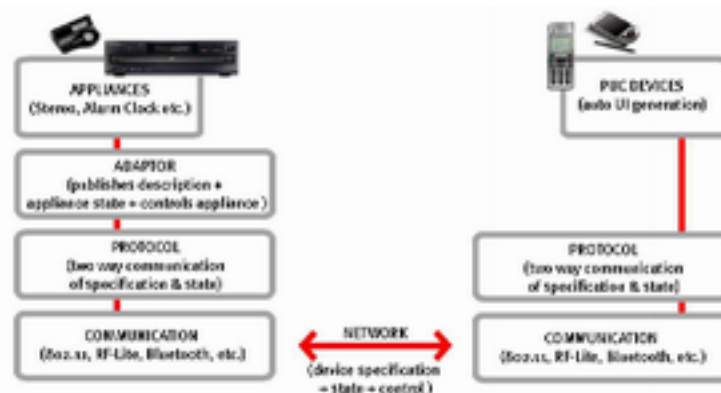 APPLIANCES
(Stereo, Alarm Clock etc.)
ADAPTOR
(publishes description +
appliance state + controls appliance)
PROTOCOL
(two way communication
of specification & state)
COMMUNICATION
(802.11, RF-Lite, Bluetooth, etc.)
NETWORK
(device specification
+ state + control)
PUC DEVICES
(auto UI generation)
PROTOCOL
(two way communication
of specification & state)
COMMUNICATION
(802.11, RF-Lite, Bluetooth, etc.)